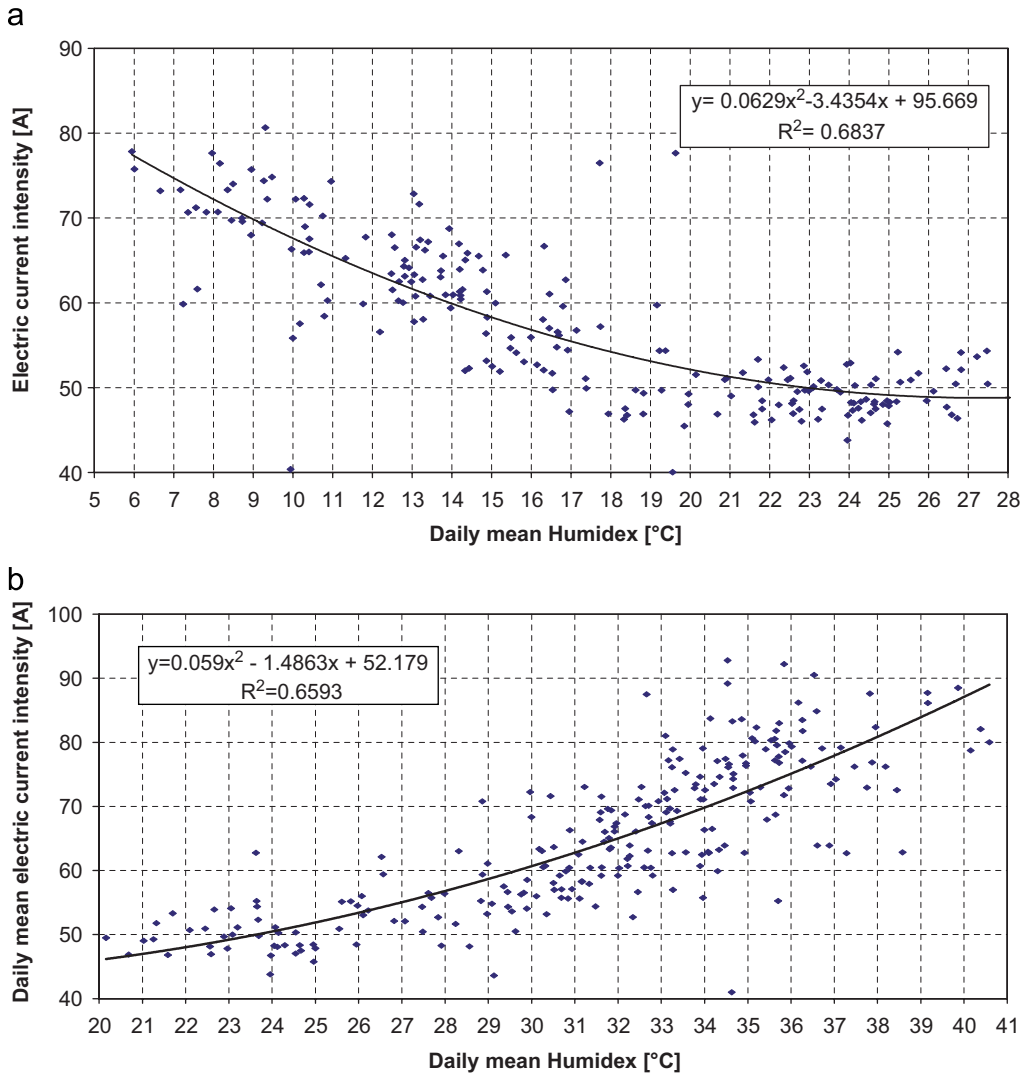 a
Electric current intensity [A]
90
80
70
60
50
40
y= 0.0629x²-3.4354x + 95.669
R²= 0.6837
5 6 7 8 9 10 11 12 13 14 15 16 17 18 19 20 21 22 23 24 25 26 27 28
Daily mean Humidex [°C]
b
Daily mean electric current intensity [A]
100
90
80
70
60
50
40
y=0.059x² - 1.4863x + 52.179
R²=0.6593
20 21 22 23 24 25 26 27 28 29 30 31 32 33 34 35 36 37 38 39 40 41
Daily mean Humidex [°C]